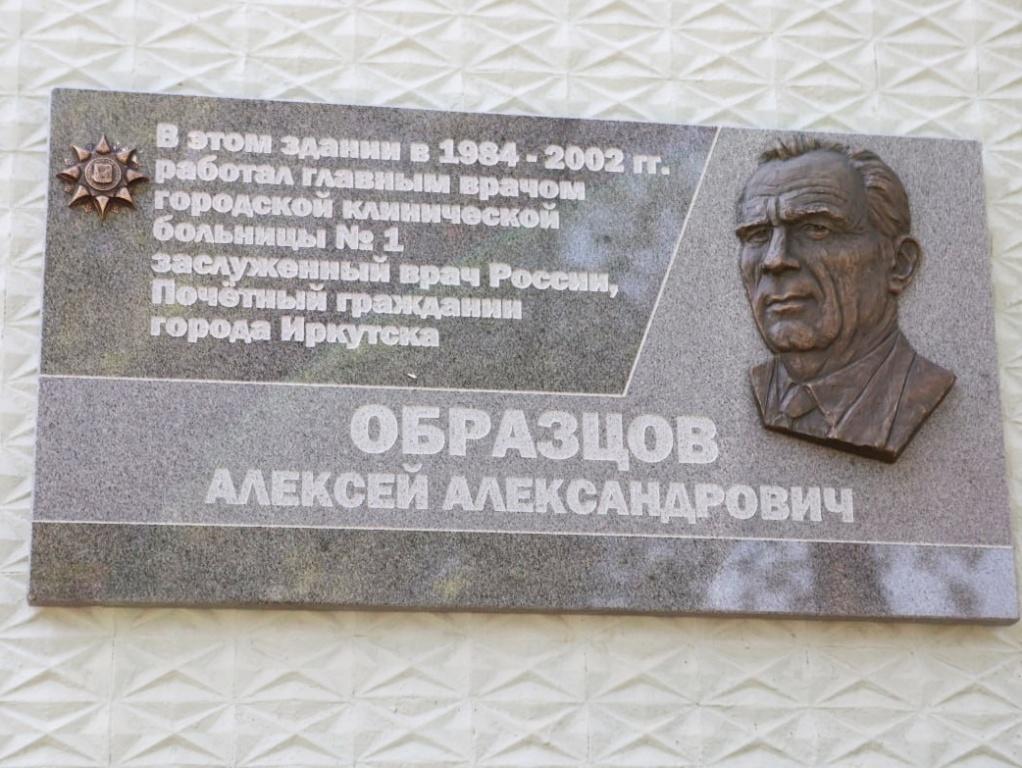 В этом здании в 1984 - 2002 гг.
работал главным врачом
городской клинической
больницы № 1
заслуженный врач России,
Почётный гражданин
города Иркутска
ОБРАЗЦОВ
АЛЕКСЕЙ АЛЕКСАНДРОВИЧ